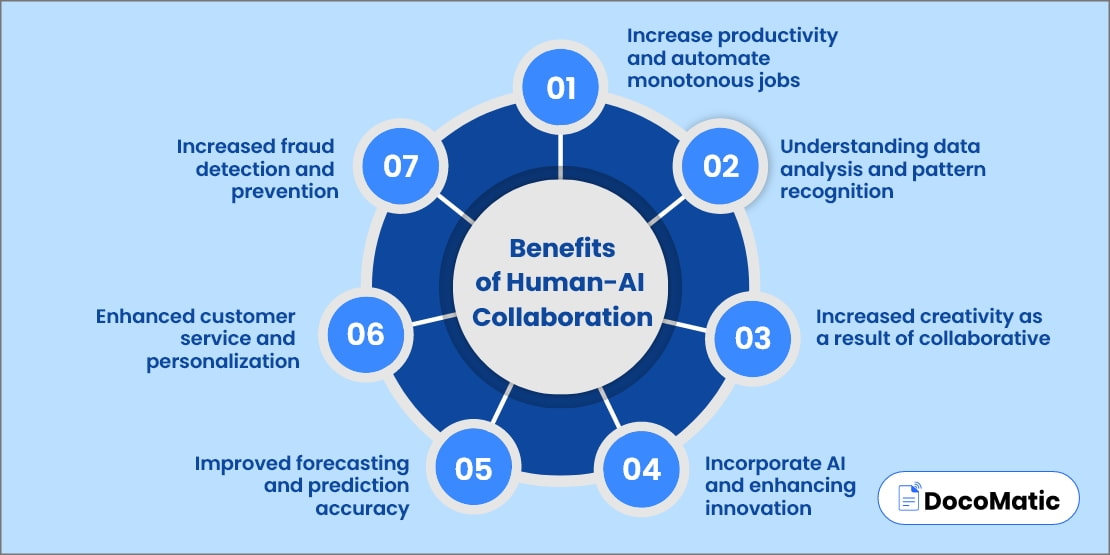 Benefits
of Human-AI
Collaboration
01
Increase productivity
and automate
monotonous jobs
02
Understanding data
analysis and pattern
recognition
03
Increased creativity as
a result of collaborative
04
Incorporate AI
and enhancing
innovation
05
Improved forecasting
and prediction
accuracy
06
Enhanced customer
service and
personalization
07
Increased fraud
detection and
prevention
DocoMatic